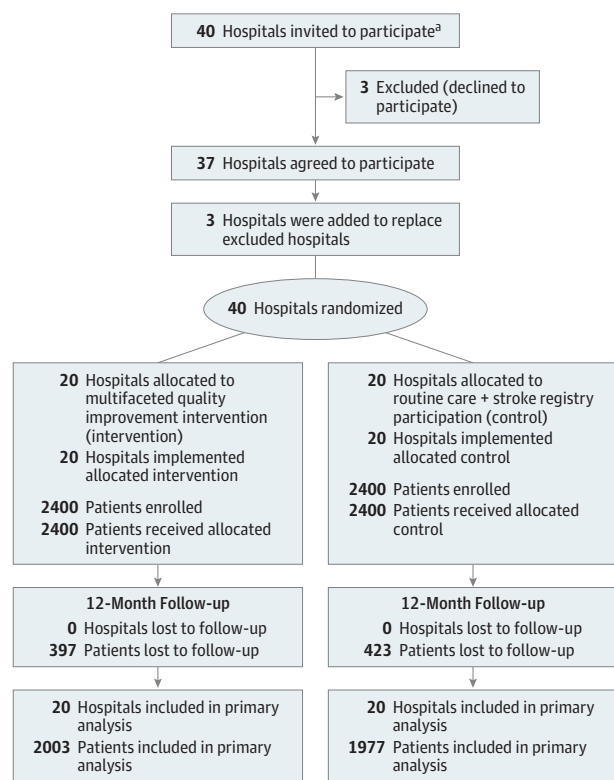 40 Hospitals invited to participateᵃ
3 Excluded (declined to
participate)
37 Hospitals agreed to participate
3 Hospitals were added to replace
excluded hospitals
40 Hospitals randomized
20 Hospitals allocated to
multifaceted quality
improvement intervention
(intervention)
20 Hospitals implemented
allocated intervention
2400 Patients enrolled
2400 Patients received allocated
intervention
20 Hospitals allocated to
routine care + stroke registry
participation (control)
20 Hospitals implemented
allocated control
2400 Patients enrolled
2400 Patients received allocated
control
12-Month Follow-up
0 Hospitals lost to follow-up
397 Patients lost to follow-up
12-Month Follow-up
0 Hospitals lost to follow-up
423 Patients lost to follow-up
20 Hospitals included in primary
analysis
2003 Patients included in primary
analysis
20 Hospitals included in primary
analysis
1977 Patients included in primary
analysis